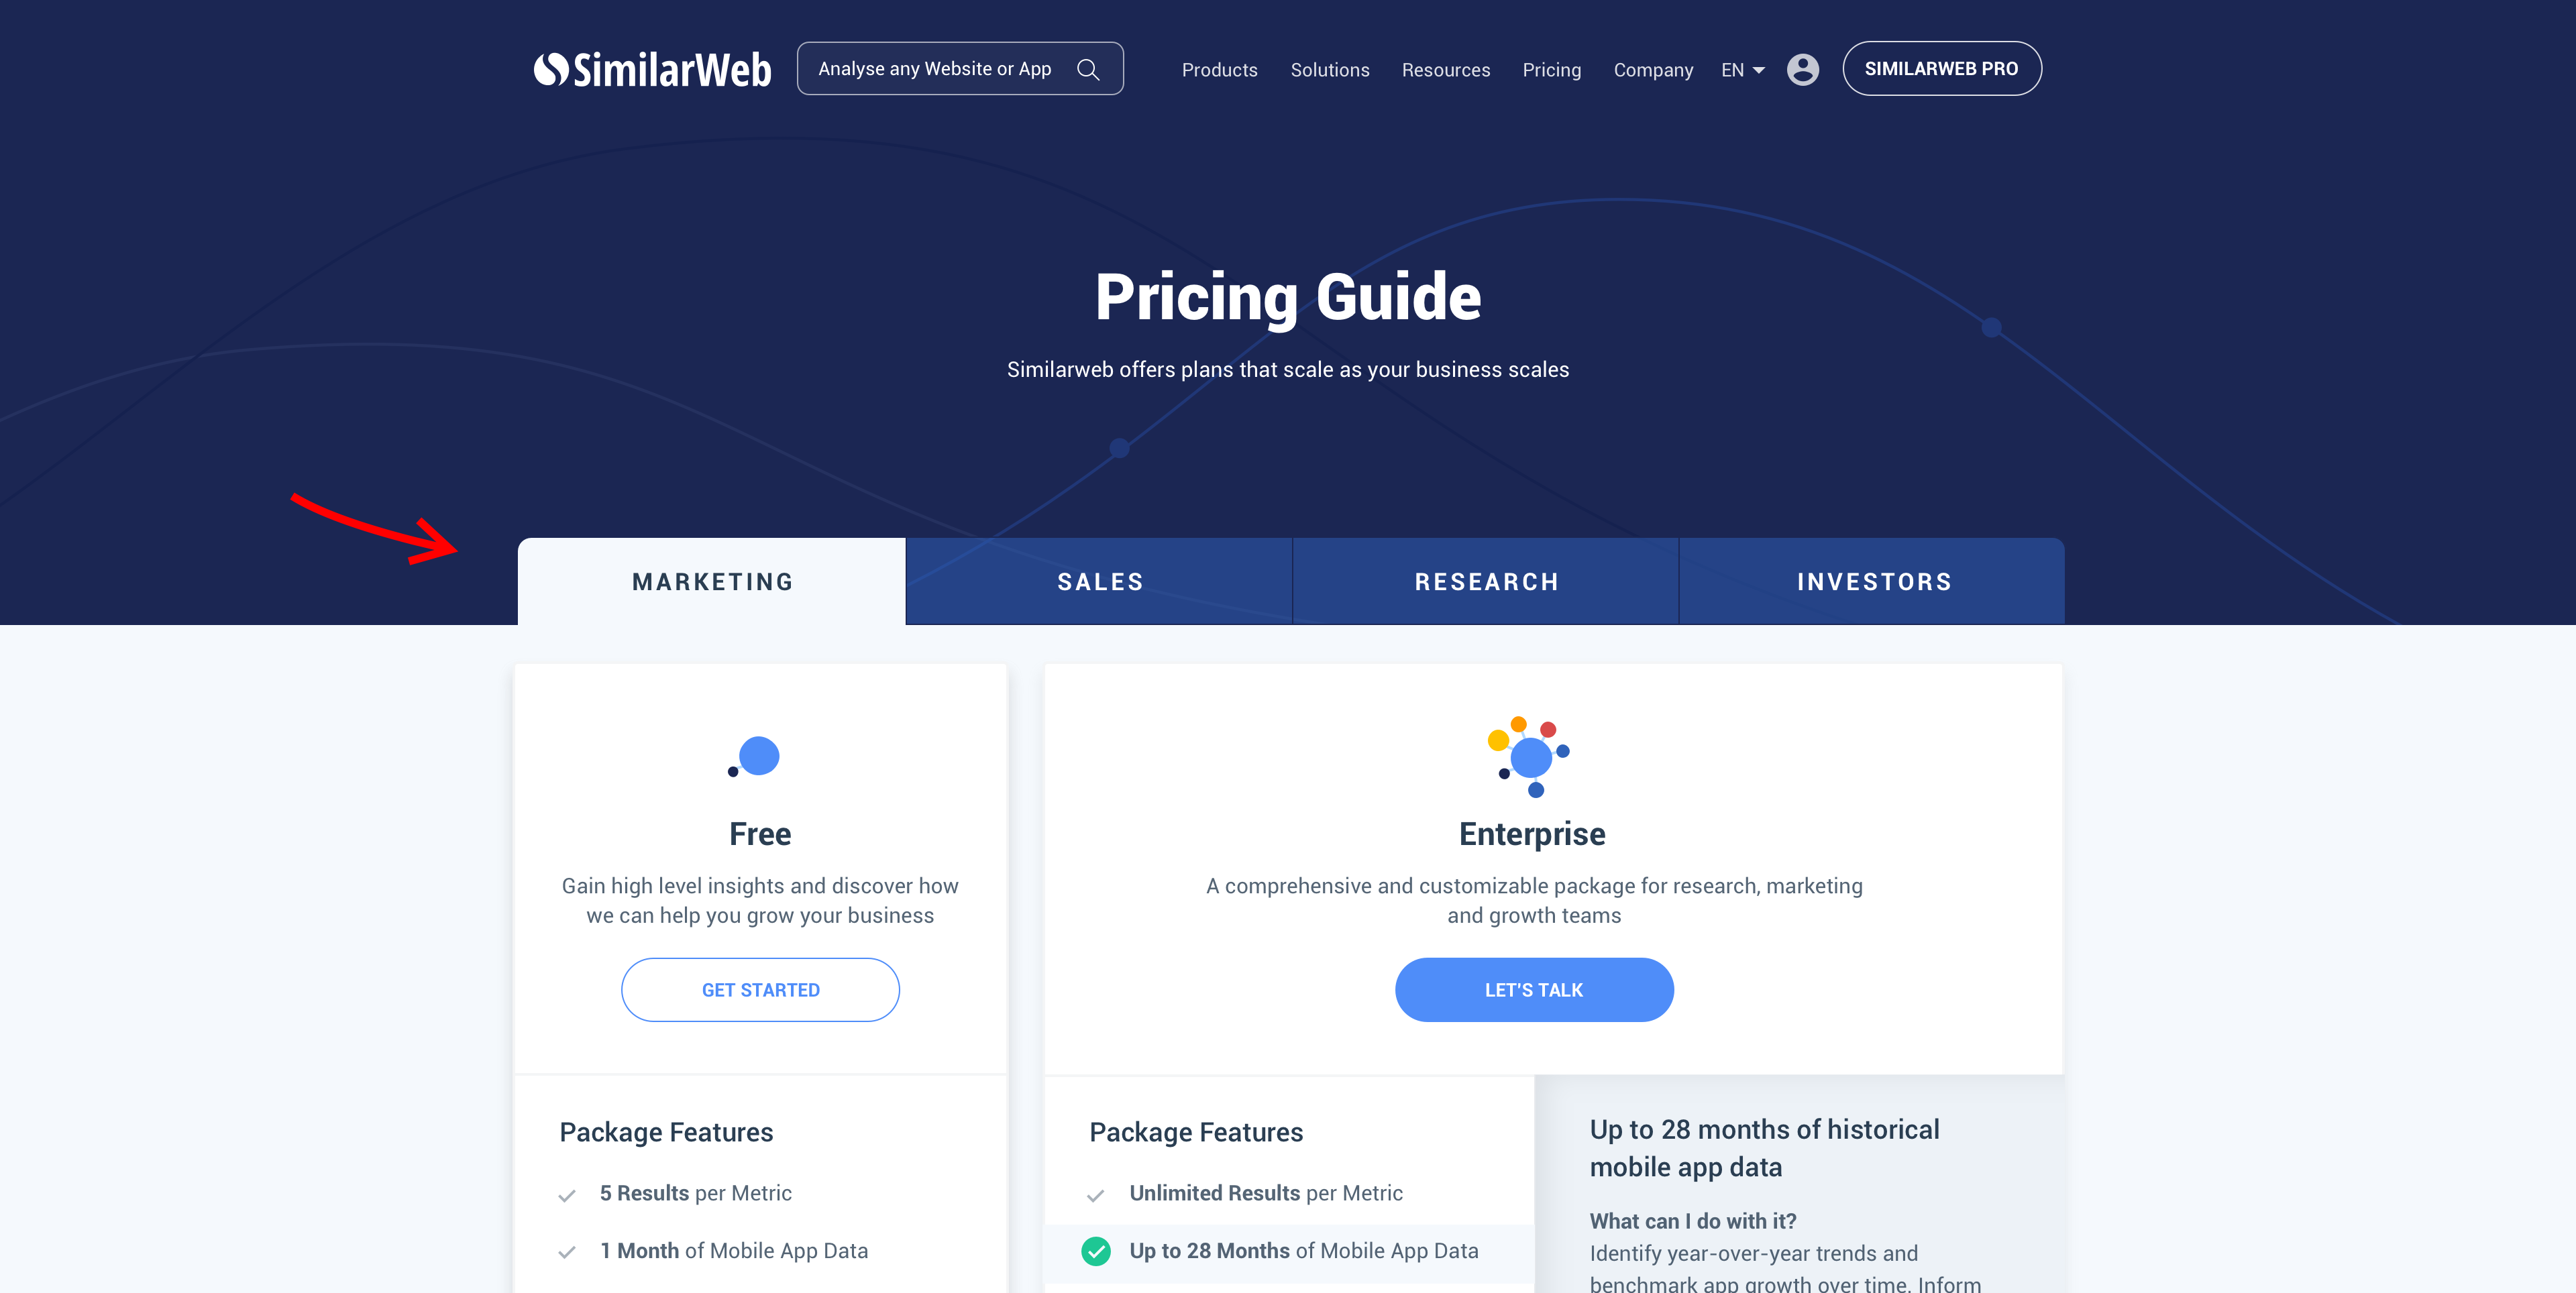 SimilarWeb
Analyse any Website or App
Products
Solutions
Resources
Pricing
Company
EN
SIMILARWEB PRO
Pricing Guide
Similarweb offers plans that scale as your business scales
MARKETING
SALES
RESEARCH
INVESTORS
Free
Gain high level insights and discover how
we can help you grow your business
GET STARTED
Package Features
5 Results per Metric
1 Month of Mobile App Data
Enterprise
A comprehensive and customizable package for research, marketing
and growth teams
LET'S TALK
Package Features
Unlimited Results per Metric
Up to 28 Months of Mobile App Data
Up to 28 months of historical
mobile app data
What can I do with it?
Identify year-over-year trends and
benchmark app growth over time. Inform